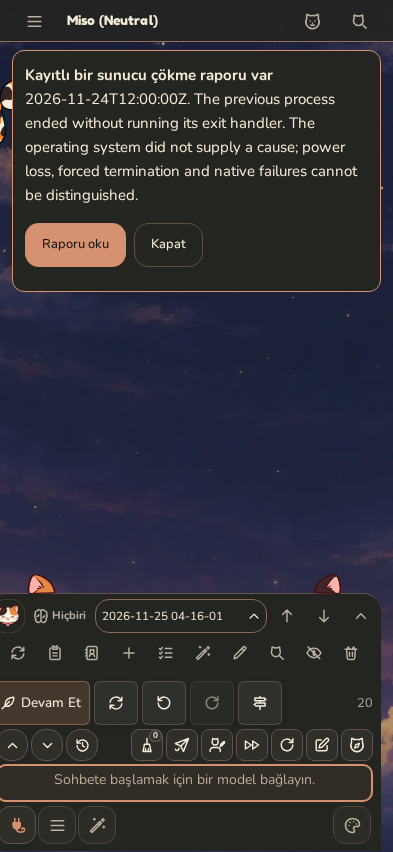 Miso (Neutral)
Kayıtlı bir sunucu çökme raporu var
2026-11-24T12:00:00Z. The previous process
ended without running its exit handler. The
operating system did not supply a cause; power
loss, forced termination and native failures cannot
be distinguished.
Raporu oku
Kapat
Hiçbiri
2026-11-25 04-16-01
Devam Et
20
0
Sohbete başlamak için bir model bağlayın.